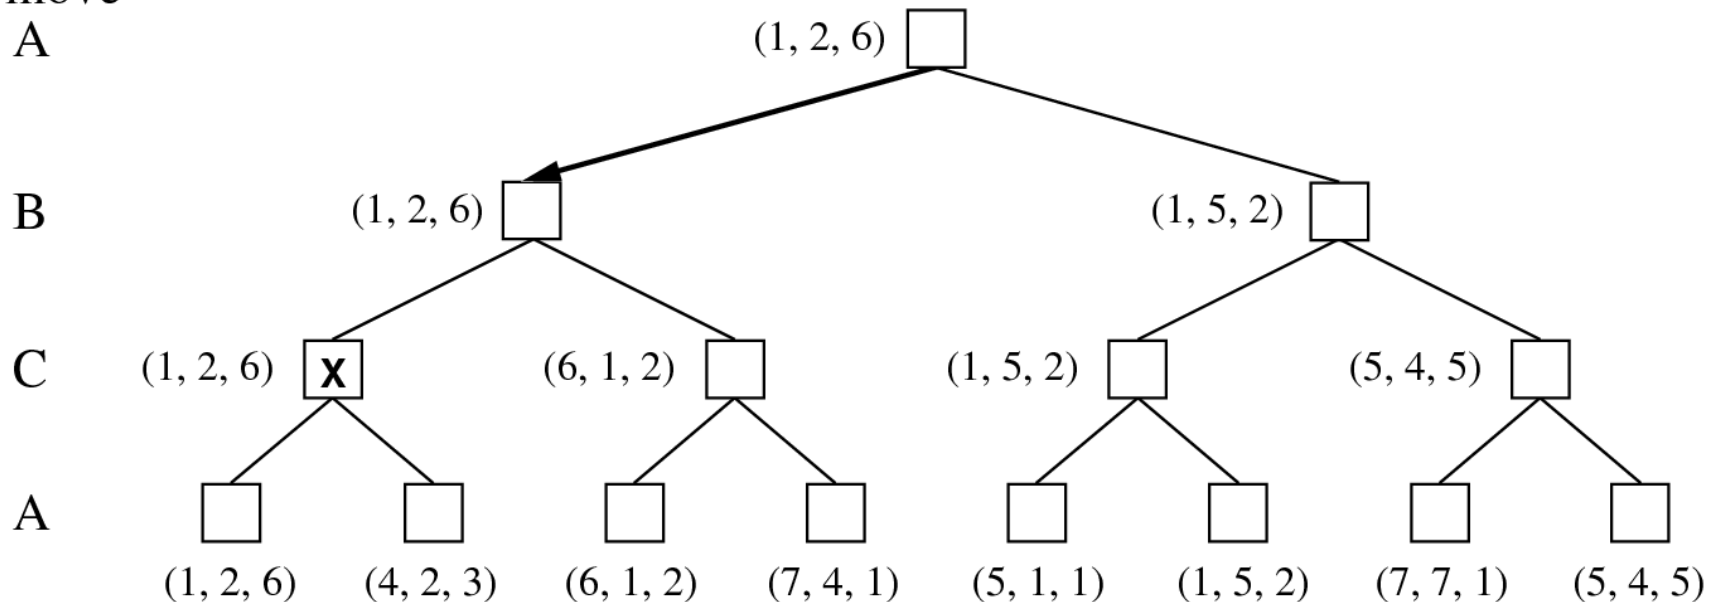 move
A (1, 2, 6)
B (1, 2, 6) (1, 5, 2)
C (1, 2, 6) X (6, 1, 2) (1, 5, 2) (5, 4, 5)
A
(1, 2, 6) (4, 2, 3) (6, 1, 2) (7, 4, 1) (5, 1, 1) (1, 5, 2) (7, 7, 1) (5, 4, 5)